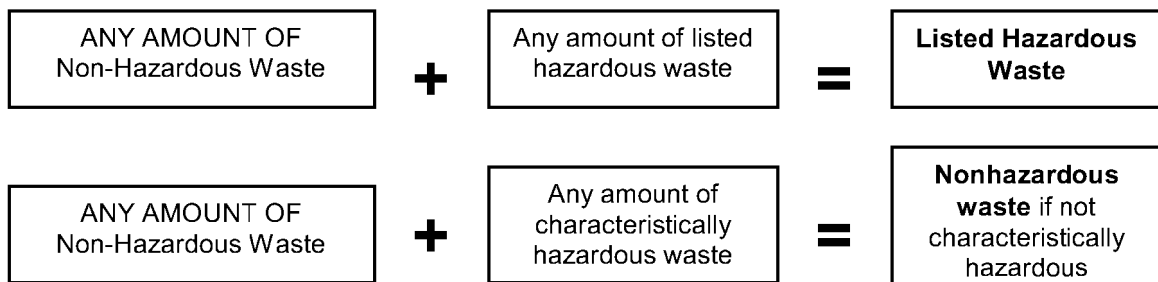 ANY AMOUNT OF
Non-Hazardous Waste
+
Any amount of listed
hazardous waste
=
Listed Hazardous
Waste
ANY AMOUNT OF
Non-Hazardous Waste
+
Any amount of
characteristically
hazardous waste
=
Nonhazardous
waste if not
characteristically
hazardous